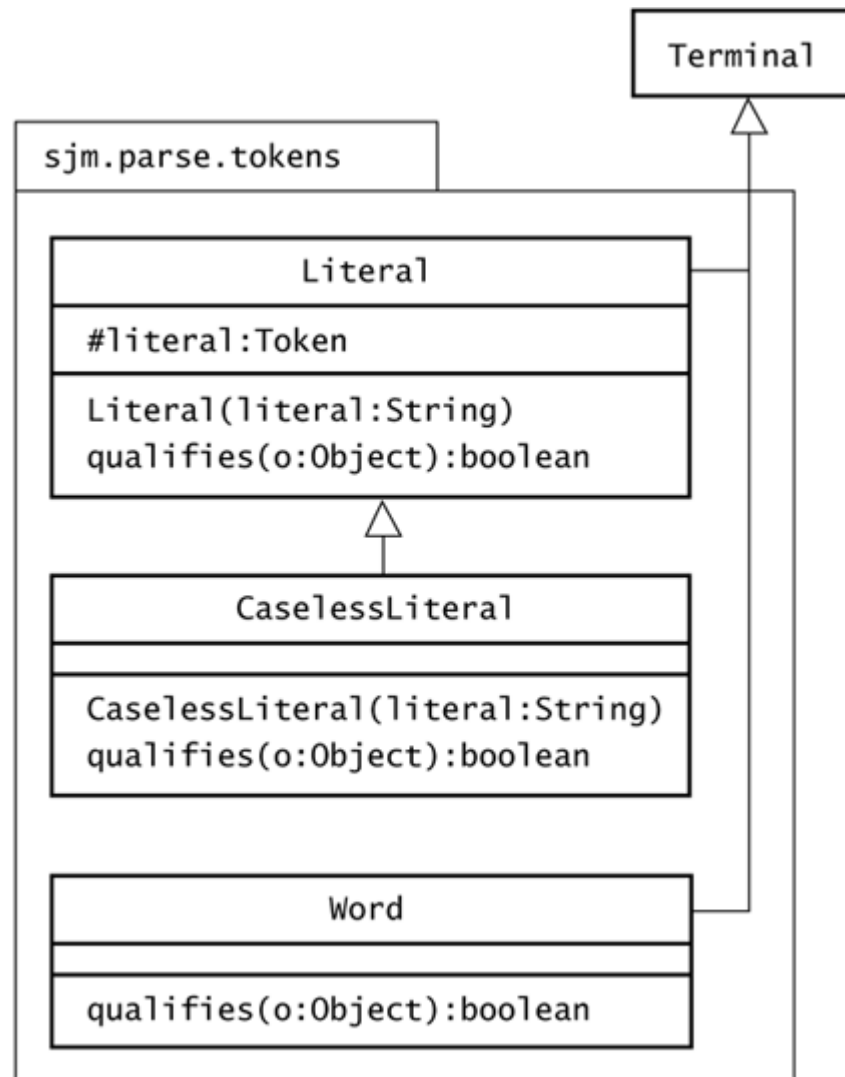 Terminal
sjm.parse.tokens
Literal
#literal:Token
Literal(literal:String)
qualifies(o:Object):boolean
CaselessLiteral
CaselessLiteral(literal:String)
qualifies(o:Object):boolean
Word
qualifies(o:Object):boolean